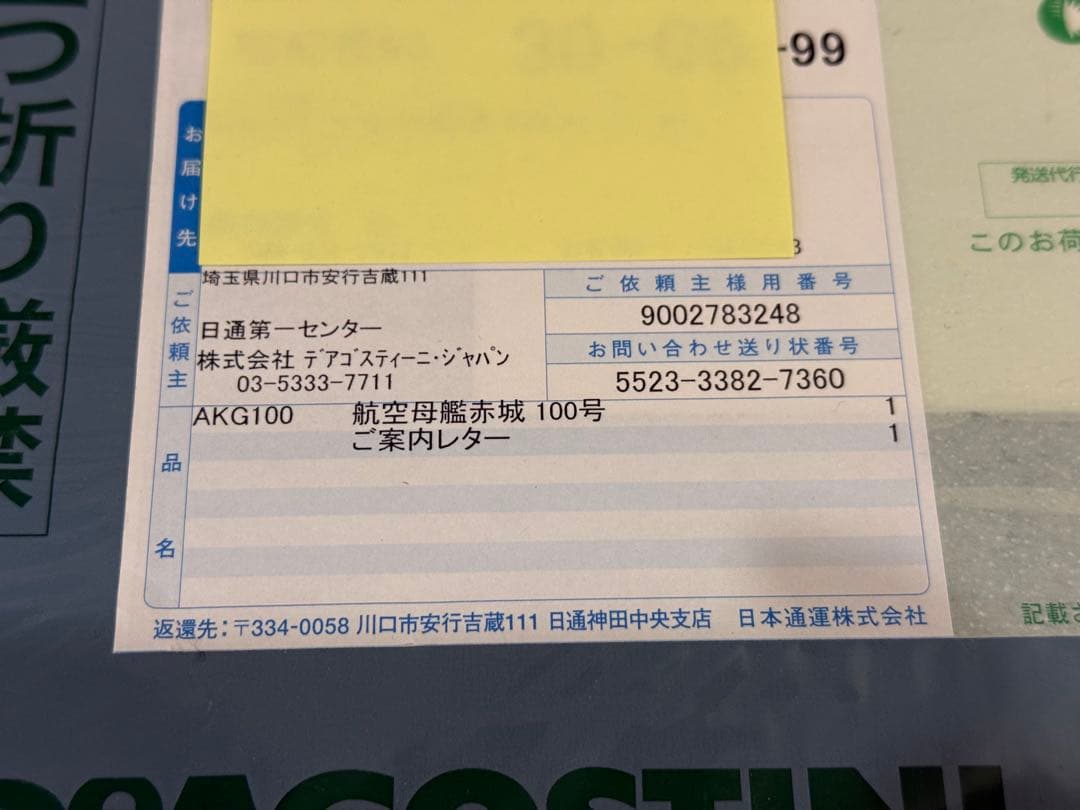 二つ折り厳禁
-99
お届け先
3
ご依頼主
埼玉県川口市安行吉蔵111
日通第一センター
株式会社 デアゴスティーニ・ジャパン
03-5333-7711
ご依頼主様用番号
9002783248
お問い合わせ送り状番号
5523-3382-7360
品名
AKG100 航空母艦赤城 100号 1
ご案内レター 1
返還先:〒334-0058 川口市安行吉蔵111 日通神田中央支店 日本通運株式会社
発送代行
このお荷
記載さ
DeAGOSTINI